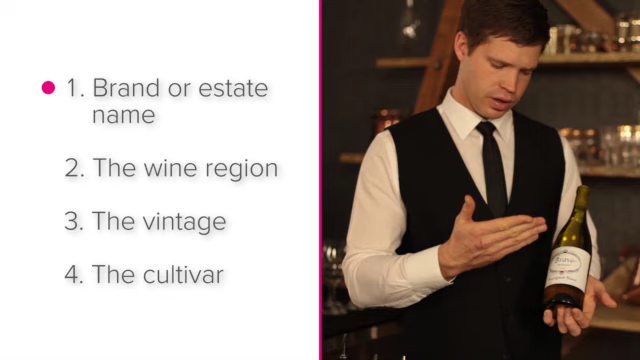 1. Brand or estate
name
2. The wine region
3. The vintage
4. The cultivar